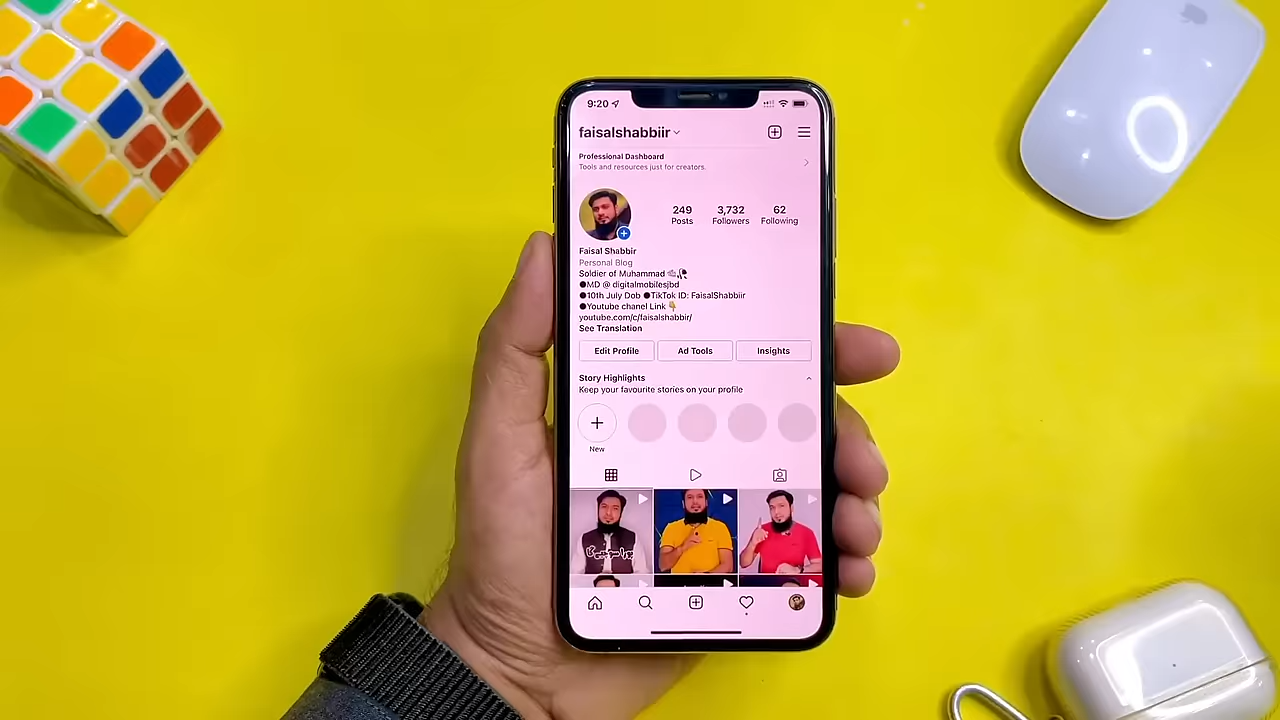 9:20
faisalshabbiir
Professional Dashboard
Tools and resources just for creators.
249 3,732 62
Posts Followers Following
Faisal Shabbir
Personal Blog
Soldier of Muhammad
●MD @ digitalmobilesjbd
●10th July Dob ●TikTok ID: FaisalShabbiir
●Youtube chanel Link 👇
youtube.com/c/faisalshabbir/
See Translation
Edit Profile Ad Tools Insights
Story Highlights
Keep your favourite stories on your profile
New